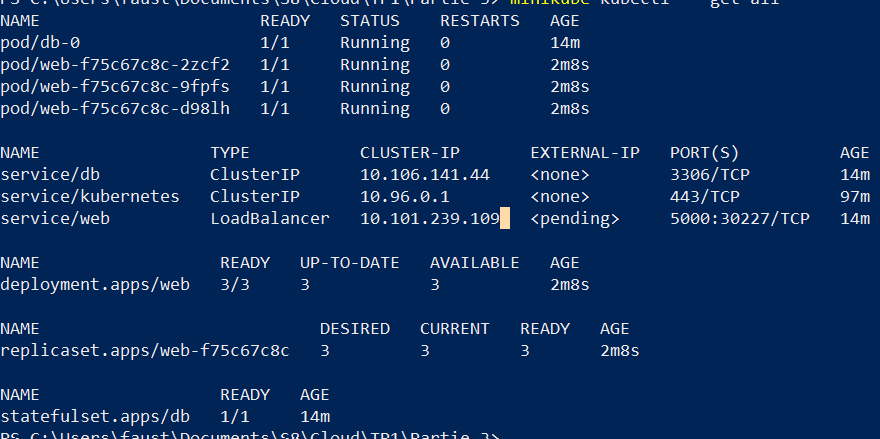 PS C:\Users\faust\Documents\S8\Cloud\TP1\Partie 3> minikube kubectl -- get all
NAME READY STATUS RESTARTS AGE
pod/db-0 1/1 Running 0 14m
pod/web-f75c67c8c-2zcf2 1/1 Running 0 2m8s
pod/web-f75c67c8c-9fpfs 1/1 Running 0 2m8s
pod/web-f75c67c8c-d98lh 1/1 Running 0 2m8s
NAME TYPE CLUSTER-IP EXTERNAL-IP PORT(S) AGE
service/db ClusterIP 10.106.141.44 <none> 3306/TCP 14m
service/kubernetes ClusterIP 10.96.0.1 <none> 443/TCP 97m
service/web LoadBalancer 10.101.239.109 <pending> 5000:30227/TCP 14m
NAME READY UP-TO-DATE AVAILABLE AGE
deployment.apps/web 3/3 3 3 2m8s
NAME DESIRED CURRENT READY AGE
replicaset.apps/web-f75c67c8c 3 3 3 2m8s
NAME READY AGE
statefulset.apps/db 1/1 14m
PS C:\Users\faust\Documents\S8\Cloud\TP1\Partie 3>